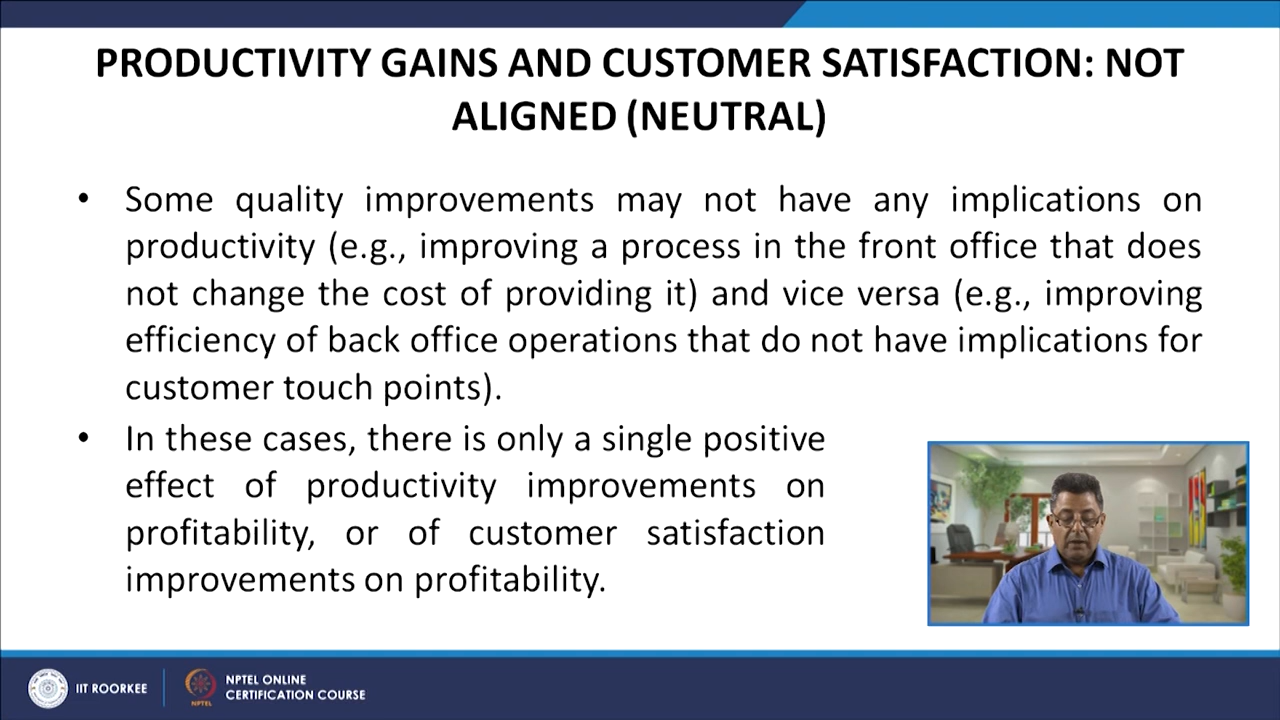 PRODUCTIVITY GAINS AND CUSTOMER SATISFACTION: NOT
ALIGNED (NEUTRAL)
• Some quality improvements may not have any implications on
productivity (e.g., improving a process in the front office that does
not change the cost of providing it) and vice versa (e.g., improving
efficiency of back office operations that do not have implications for
customer touch points).
• In these cases, there is only a single positive
effect of productivity improvements on
profitability, or of customer satisfaction
improvements on profitability.
IIT ROORKEE
NPTEL
NPTEL ONLINE
CERTIFICATION COURSE